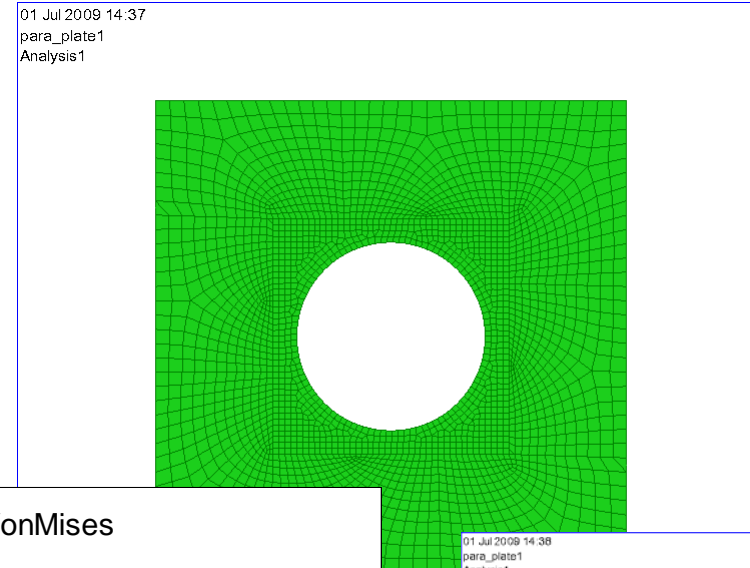 01 Jul 2009 14:37
para_plate1
Analysis1
onMises
01 Jul 2009 14:38
para_plate1